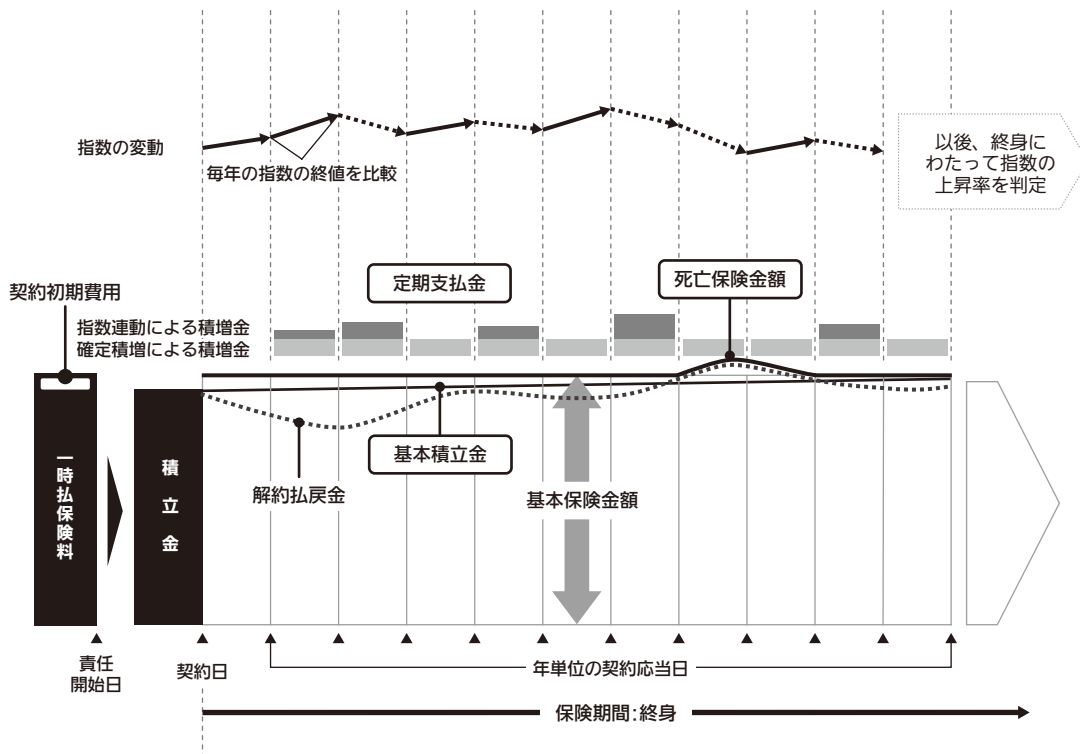 指数の変動
毎年の指数の終値を比較
以後、終身に
わたって指数の
上昇率を判定
契約初期費用
定期支払金
死亡保険金額
指数連動による積増金
確定積増による積増金
一時払保険料
積立金
基本積立金
解約払戻金
基本保険金額
責任
開始日
契約日
年単位の契約応当日
保険期間:終身